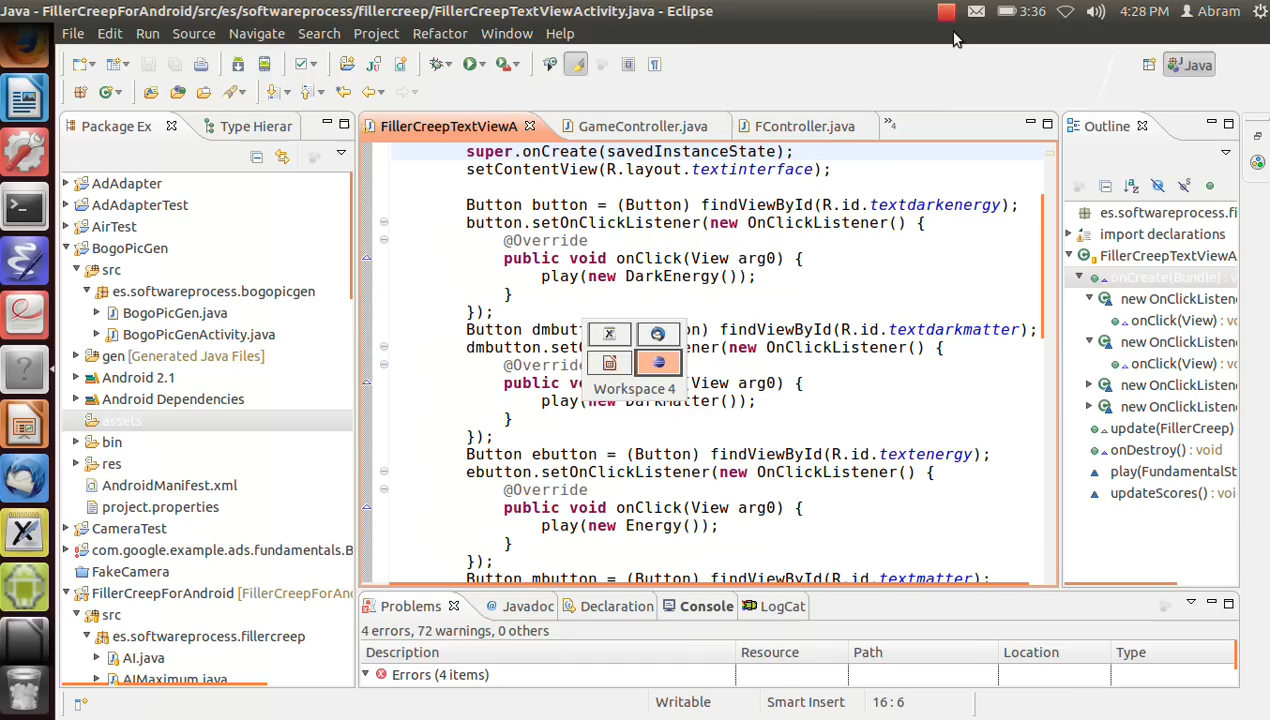 Java - FillerCreepForAndroid/src/es/softwareprocess/fillercreep/FillerCreepTextViewActivity.java - Eclipse
3:36
4:28 PM
Abram
File Edit Run Source Navigate Search Project Refactor Window Help
Java
Package Ex
Type Hierar
AdAdapter
AdAdapterTest
AirTest
BogoPicGen
src
es.softwareprocess.bogopicgen
BogoPicGen.java
BogoPicGenActivity.java
gen [Generated Java Files]
Android 2.1
Android Dependencies
assets
bin
res
AndroidManifest.xml
project.properties
CameraTest
com.google.example.ads.fundamentals.B
FakeCamera
FillerCreepForAndroid [FillerCreepForAn
src
es.softwareprocess.fillercreep
AI.java
AIMaximum.java
FillerCreepTextViewA
GameController.java
FController.java
»4
super.onCreate(savedInstanceState);
setContentView(R.layout.textinterface);
Button button = (Button) findViewById(R.id.textdarkenergy);
button.setOnClickListener(new OnClickListener() {
@Override
public void onClick(View arg0) {
play(new DarkEnergy());
}
});
Button dmbutt on) findViewById(R.id.textdarkmatter);
dmbutton.set ener(new OnClickListener() {
@Override
public v View arg0) {
play(new DarkMatter());
}
});
Button ebutton = (Button) findViewById(R.id.textenergy);
ebutton.setOnClickListener(new OnClickListener() {
@Override
public void onClick(View arg0) {
play(new Energy());
}
});
Button mbutton = (Button) findViewById(R.id.textmatter);
Workspace 4
Outline
es.softwareprocess.fi
import declarations
FillerCreepTextViewA
onCreate(Bundle) : v
new OnClickListene
onClick(View) : vo
new OnClickListene
onClick(View) : vo
new OnClickListene
new OnClickListene
update(FillerCreep)
onDestroy() : void
play(FundamentalSt
updateScores() : voi
Problems
@ Javadoc
Declaration
Console
LogCat
4 errors, 72 warnings, 0 others
Description Resource Path Location Type
Errors (4 items)
Writable
Smart Insert
16 : 6